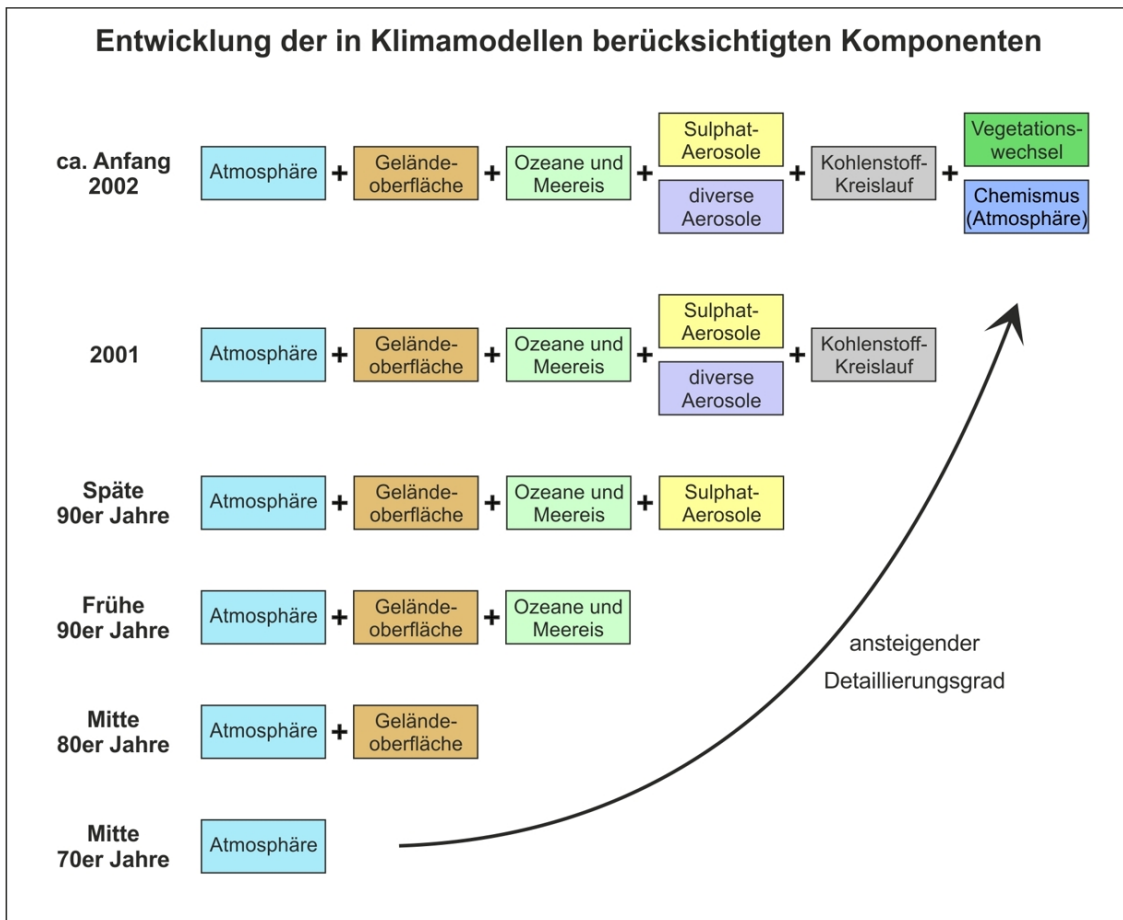 Entwicklung der in Klimamodellen berücksichtigten Komponenten
ca. Anfang
2002
Atmosphäre
+
Gelände-
oberfläche
+
Ozeane und
Meereis
+
Sulphat-
Aerosole
diverse
Aerosole
+
Kohlenstoff-
Kreislauf
+
Vegetations-
wechsel
Chemismus
(Atmosphäre)
2001
Atmosphäre
+
Gelände-
oberfläche
+
Ozeane und
Meereis
+
Sulphat-
Aerosole
diverse
Aerosole
+
Kohlenstoff-
Kreislauf
Späte
90er Jahre
Atmosphäre
+
Gelände-
oberfläche
+
Ozeane und
Meereis
+
Sulphat-
Aerosole
Frühe
90er Jahre
Atmosphäre
+
Gelände-
oberfläche
+
Ozeane und
Meereis
ansteigender
Detaillierungsgrad
Mitte
80er Jahre
Atmosphäre
+
Gelände-
oberfläche
Mitte
70er Jahre
Atmosphäre